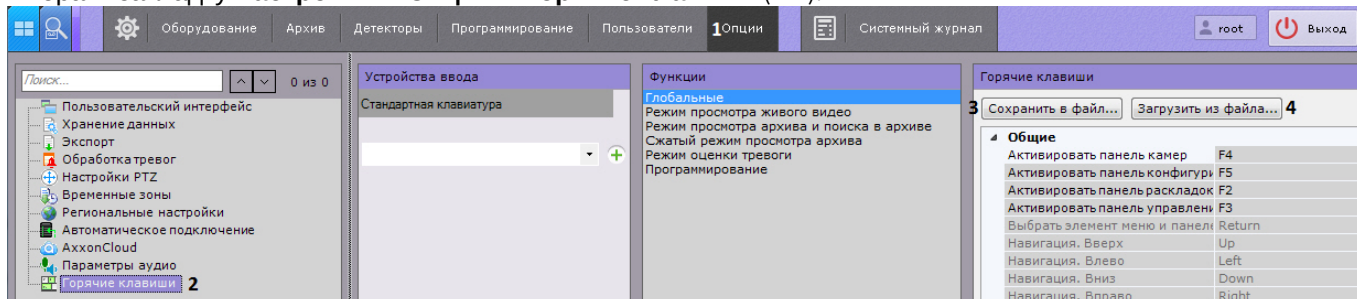 Оборудование Архив Детекторы Программирование Пользователи 1 Опции Системный журнал root Выход
Поиск... 0 из 0
Пользовательский интерфейс
Хранение данных
Экспорт
Обработка тревог
Настройки PTZ
Временные зоны
Региональные настройки
Автоматическое подключение
AxxonCloud
Параметры аудио
Горячие клавиши 2
Устройства ввода
Стандартная клавиатура
Функции
Глобальные
Режим просмотра живого видео
Режим просмотра архива и поиска в архиве
Сжатый режим просмотра архива
Режим оценки тревоги
Программирование
Горячие клавиши
3 Сохранить в файл... Загрузить из файла... 4
Общие
Активировать панель камер F4
Активировать панель конфигури F5
Активировать панель раскладок F2
Активировать панель управлени F3
Выбрать элемент меню и панел Return
Навигация. Вверх Up
Навигация. Влево Left
Навигация. Вниз Down
Навигация. Вправо Right